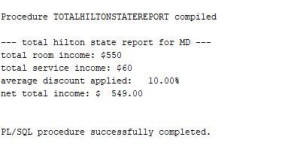 Procedure TOTALHILTONSTATEREPORT compiled
--- total hilton state report for MD ---
total room income: $550
total service income: $60
average discount applied:   10.00%
net total income: $  549.00
PL/SQL procedure successfully completed.